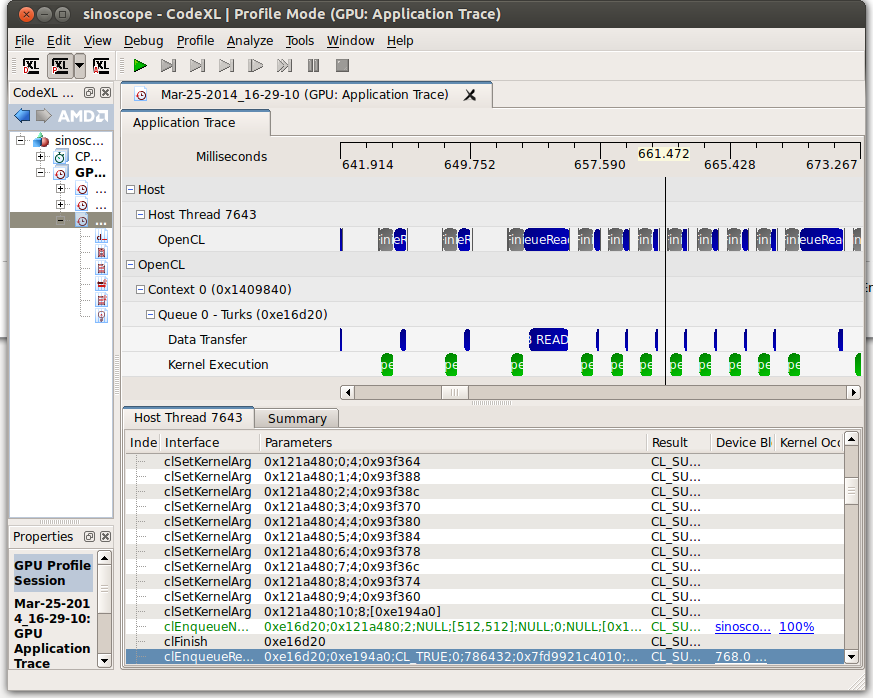 sinoscope - CodeXL | Profile Mode (GPU: Application Trace)
File Edit View Debug Profile Analyze Tools Window Help
CodeXL ...
Mar-25-2014_16-29-10 (GPU: Application Trace)
AMD
Application Trace
sinosc...
CP...
GP...
...
...
...
Milliseconds
641.914 649.752 657.590 661.472 665.428 673.267
Host
Host Thread 7643
OpenCL
OpenCL
Context 0 (0x1409840)
Queue 0 - Turks (0xe16d20)
Data Transfer
READ
Kernel Execution
Host Thread 7643 Summary
Inde Interface Parameters Result Device Bl Kernel Occ
clSetKernelArg 0x121a480;0;4;0x93f364 CL_SU...
clSetKernelArg 0x121a480;1;4;0x93f388 CL_SU...
clSetKernelArg 0x121a480;2;4;0x93f38c CL_SU...
clSetKernelArg 0x121a480;3;4;0x93f370 CL_SU...
clSetKernelArg 0x121a480;4;4;0x93f380 CL_SU...
clSetKernelArg 0x121a480;5;4;0x93f384 CL_SU...
clSetKernelArg 0x121a480;6;4;0x93f378 CL_SU...
clSetKernelArg 0x121a480;7;4;0x93f36c CL_SU...
clSetKernelArg 0x121a480;8;4;0x93f374 CL_SU...
clSetKernelArg 0x121a480;9;4;0x93f360 CL_SU...
clSetKernelArg 0x121a480;10;8;[0xe194a0] CL_SU...
clEnqueueN... 0xe16d20;0x121a480;2;NULL;[512,512];NULL;0;NULL;[0x1... CL_SU... sinosco... 100%
clFinish 0xe16d20 CL_SU...
clEnqueueRe... 0xe16d20;0xe194a0;CL_TRUE;0;786432;0x7fd9921c4010;... CL_SU... 768.0 ...
Properties
GPU Profile
Session
Mar-25-201
4_16-29-10:
GPU
Application
Trace